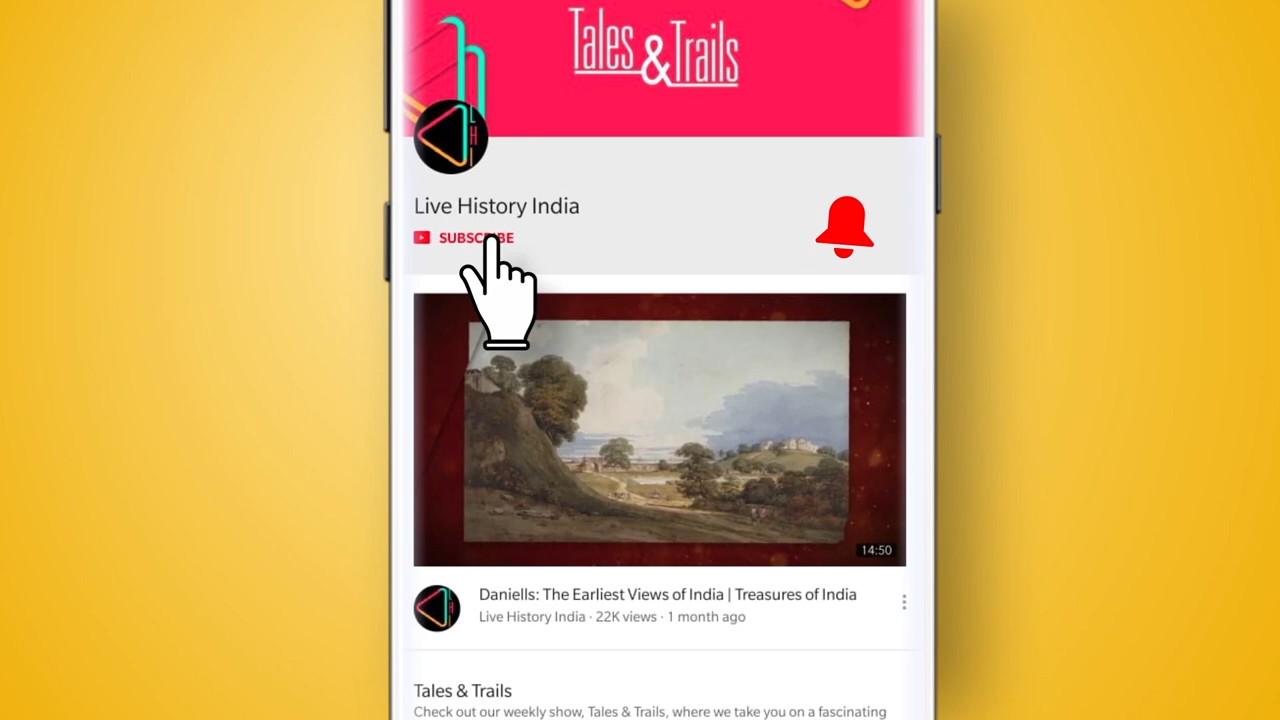 Tales & Trails
LHI
Live History India
SUBSCRIBE
14:50
Daniells: The Earliest Views of India | Treasures of India
LHI
Live History India · 22K views · 1 month ago
Tales & Trails
Check out our weekly show, Tales & Trails, where we take you on a fascinating